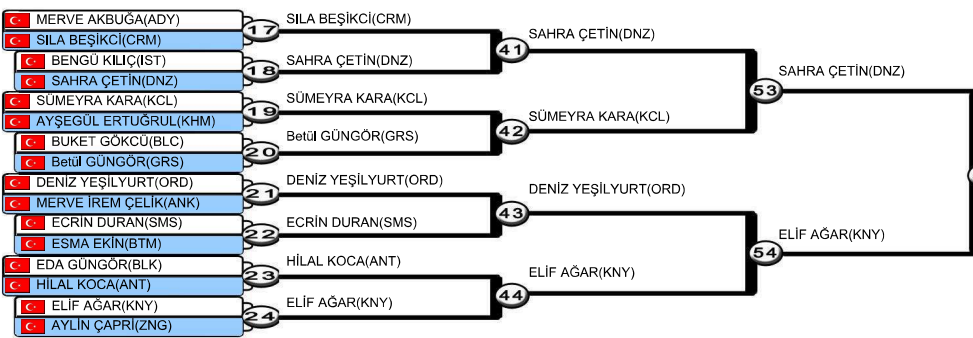 MERVE AKBUĞA(ADY)
SILA BEŞİKCİ(CRM)
17
SILA BEŞİKCİ(CRM)
BENGÜ KILIÇ(IST)
SAHRA ÇETİN(DNZ)
18
SAHRA ÇETİN(DNZ)
41
SAHRA ÇETİN(DNZ)
SÜMEYRA KARA(KCL)
AYŞEGÜL ERTUĞRUL(KHM)
19
SÜMEYRA KARA(KCL)
BUKET GÖKCÜ(BLC)
Betül GÜNGÖR(GRS)
20
Betül GÜNGÖR(GRS)
42
SÜMEYRA KARA(KCL)
53
SAHRA ÇETİN(DNZ)
DENİZ YEŞİLYURT(ORD)
MERVE İREM ÇELİK(ANK)
21
DENİZ YEŞİLYURT(ORD)
ECRİN DURAN(SMS)
ESMA EKİN(BTM)
22
ECRİN DURAN(SMS)
43
DENİZ YEŞİLYURT(ORD)
EDA GÜNGÖR(BLK)
HİLAL KOCA(ANT)
23
HİLAL KOCA(ANT)
ELİF AĞAR(KNY)
AYLİN ÇAPRİ(ZNG)
24
ELİF AĞAR(KNY)
44
ELİF AĞAR(KNY)
54
ELİF AĞAR(KNY)